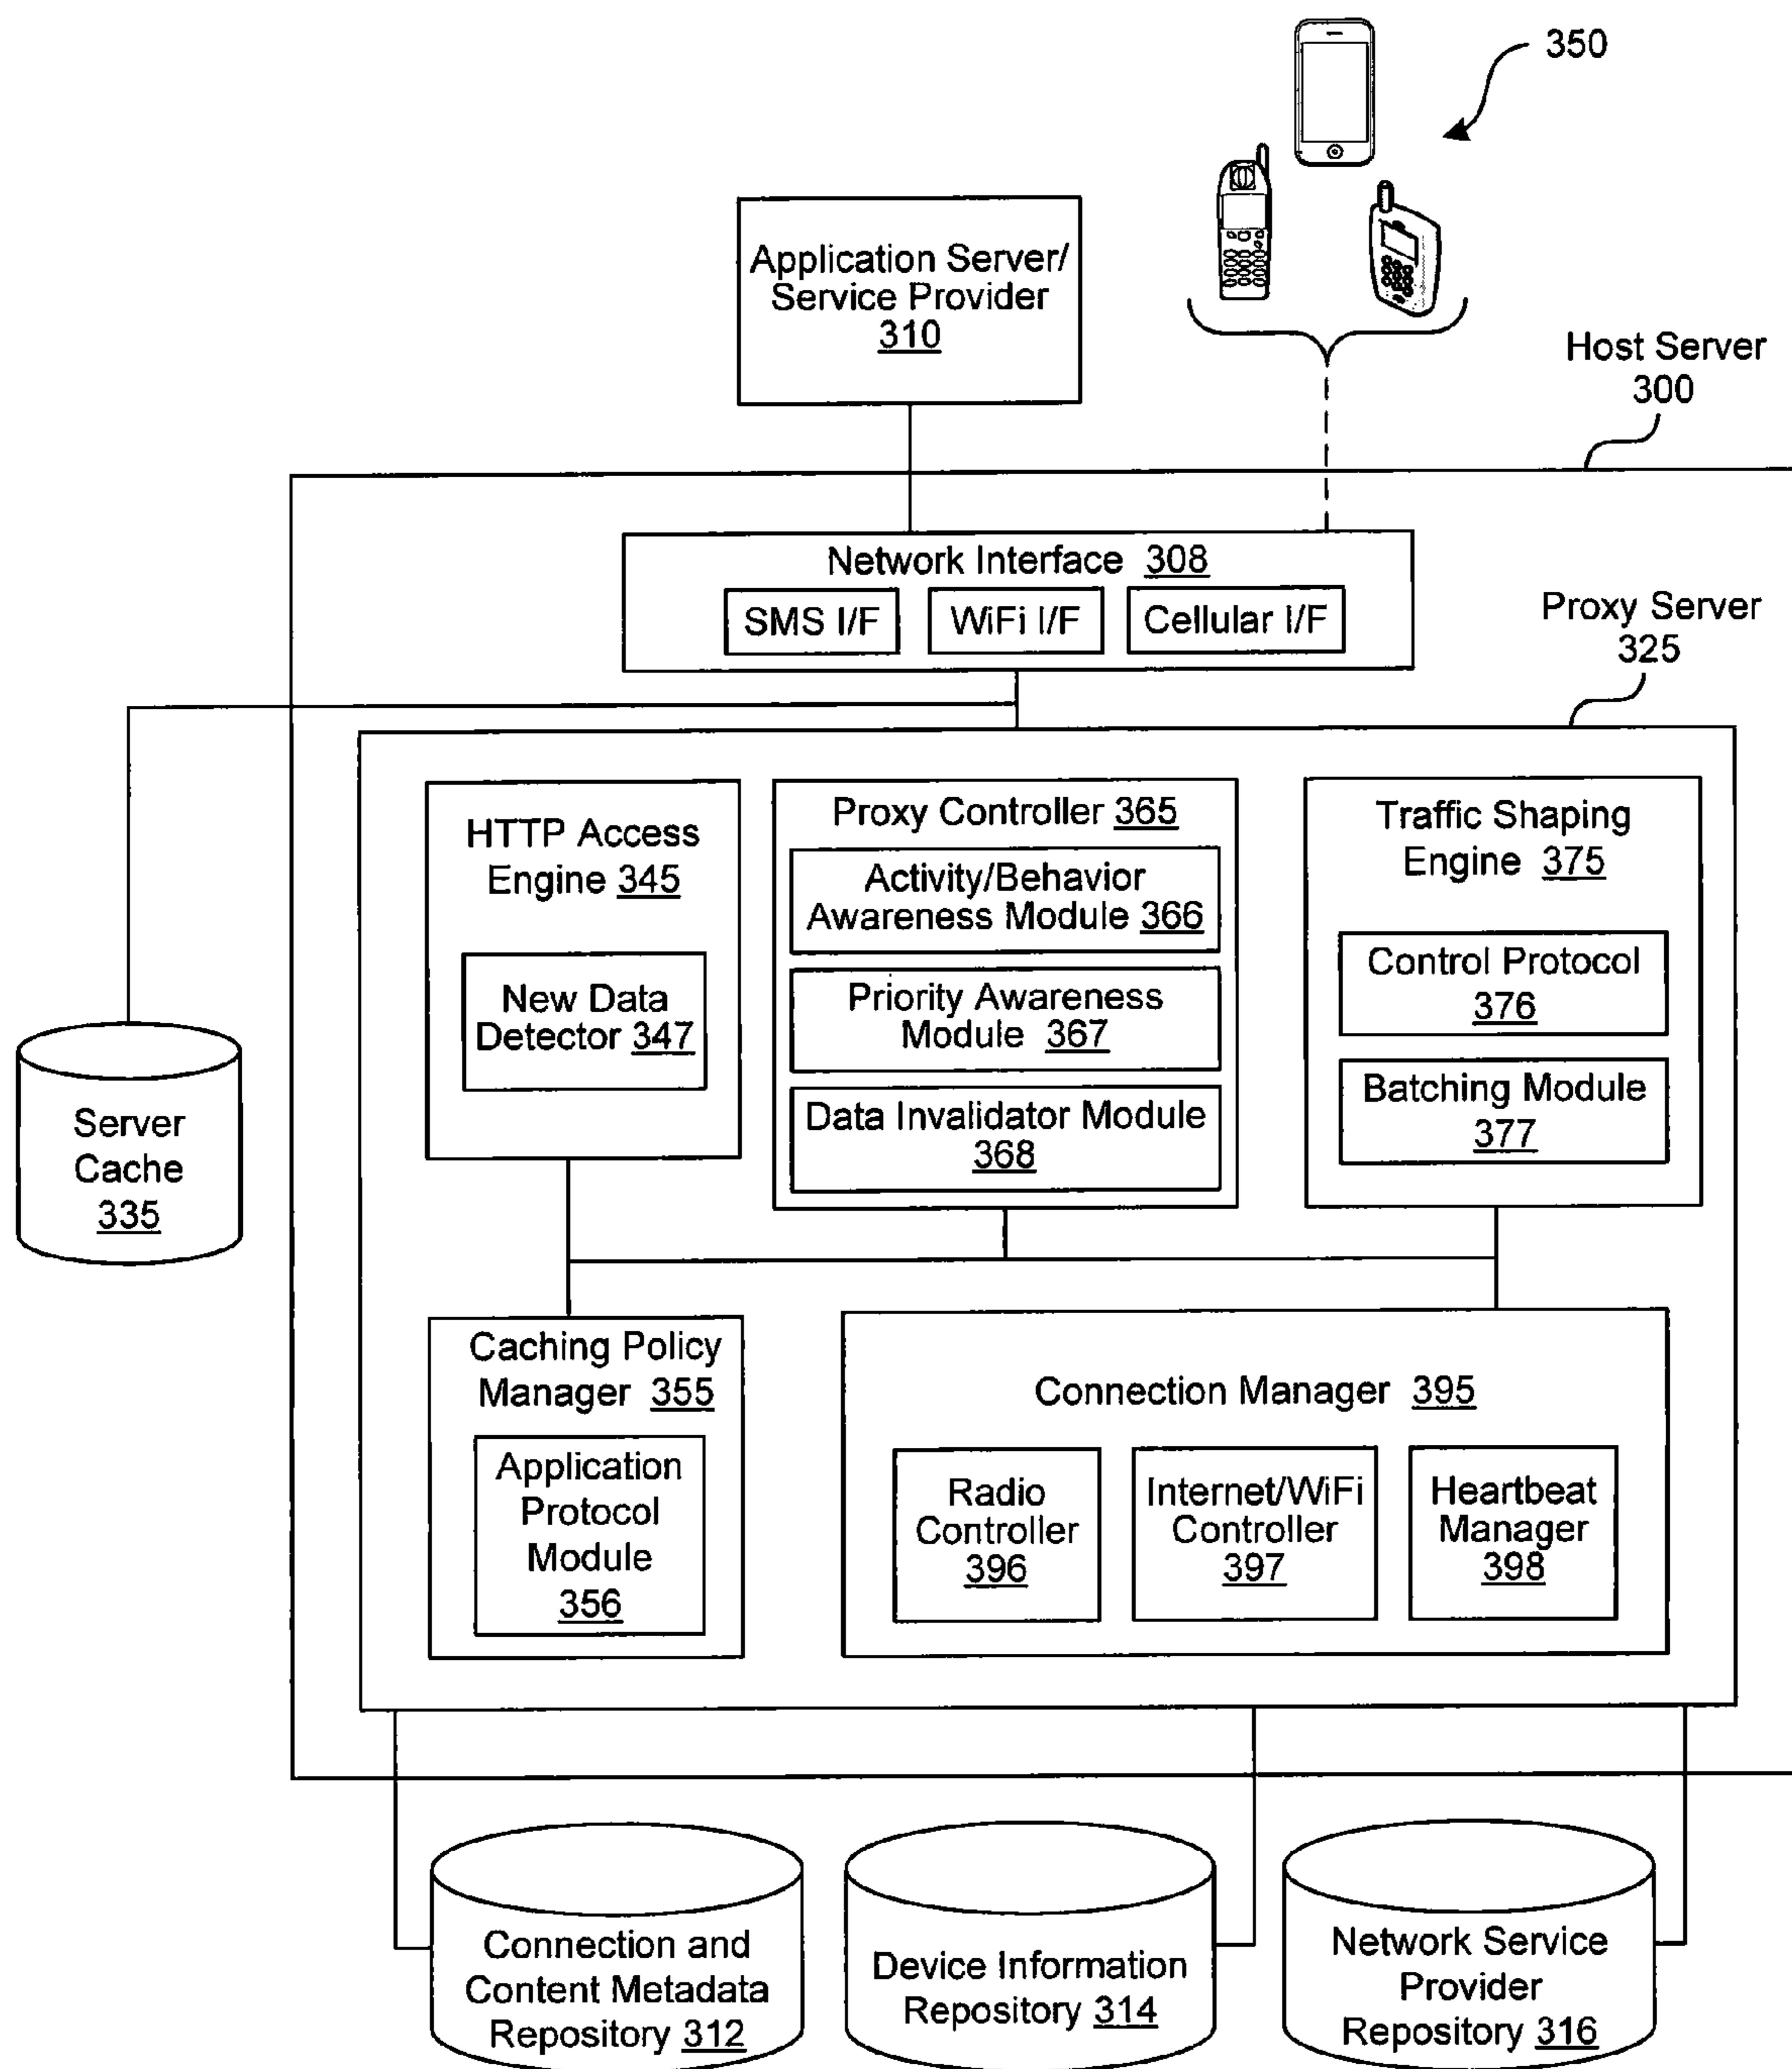 350
Application Server/
Service Provider
310
Host Server
300
Network Interface 308
SMS I/F
WiFi I/F
Cellular I/F
Proxy Server
325
HTTP Access
Engine 345
New Data
Detector 347
Proxy Controller 365
Activity/Behavior
Awareness Module 366
Priority Awareness
Module 367
Data Invalidator Module
368
Traffic Shaping
Engine 375
Control Protocol
376
Batching Module
377
Server
Cache
335
Caching Policy
Manager 355
Application
Protocol
Module
356
Connection Manager 395
Radio
Controller
396
Internet/WiFi
Controller
397
Heartbeat
Manager
398
Connection and
Content Metadata
Repository 312
Device Information
Repository 314
Network Service
Provider
Repository 316